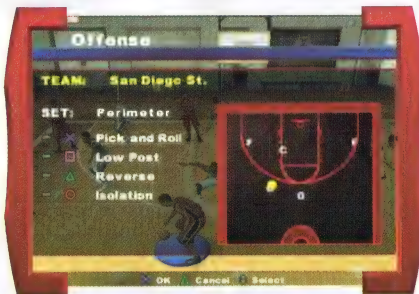 Offense
TEAM: San Diego St.
SET: Perimeter
Pick and Roll
Low Post
Reverse
Isolation
F
F
C
G
OK Cancel Select